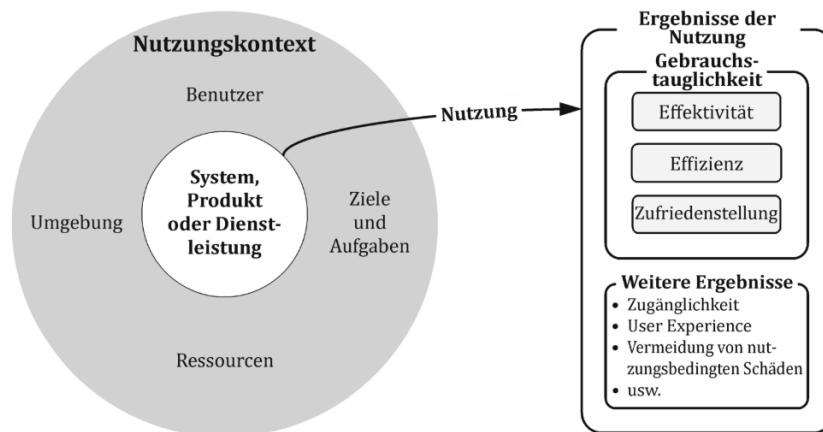 Nutzungskontext
Benutzer
Umgebung
System,
Produkt
oder Dienst-
leistung
Ziele
und
Aufgaben
Ressourcen
Nutzung
Ergebnisse der
Nutzung
Gebrauchs-
tauglichkeit
Effektivität
Effizienz
Zufriedenstellung
Weitere Ergebnisse
• Zugänglichkeit
• User Experience
• Vermeidung von nut-
zungsbedingten Schäden
• usw.